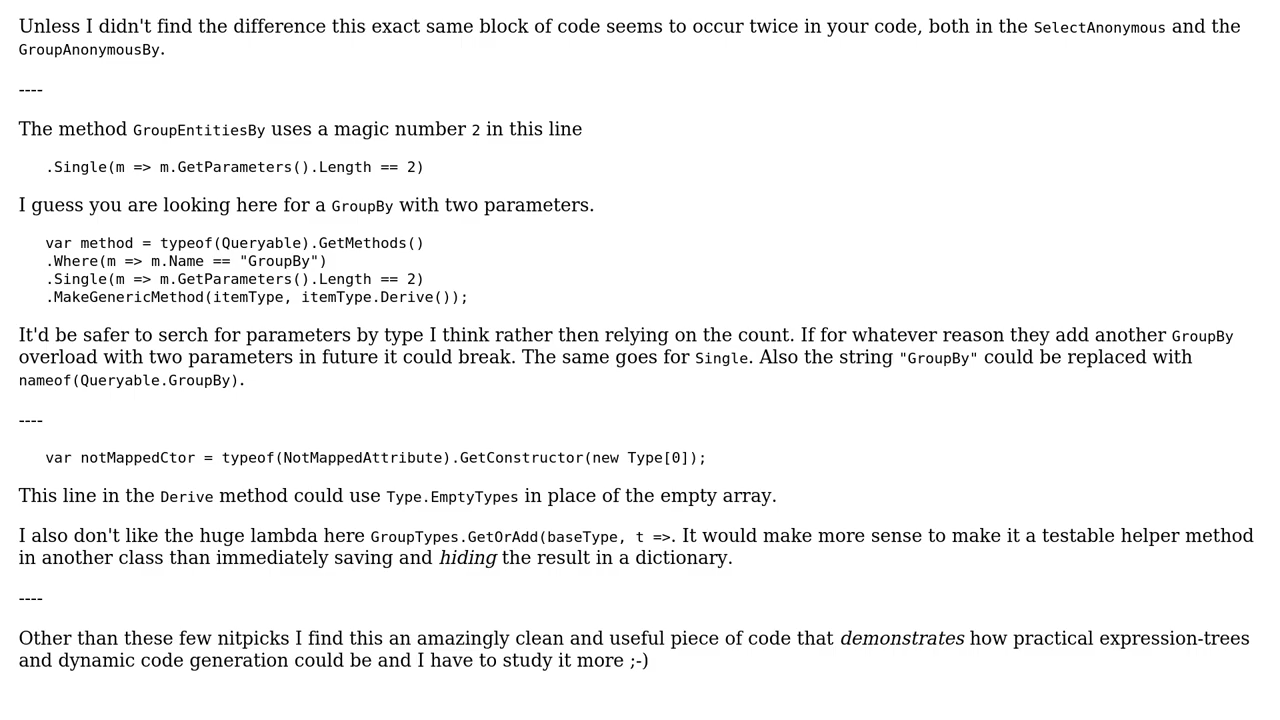 Unless I didn't find the difference this exact same block of code seems to occur twice in your code, both in the SelectAnonymous and the
GroupAnonymousBy.
----
The method GroupEntitiesBy uses a magic number 2 in this line
.Single(m => m.GetParameters().Length == 2)
I guess you are looking here for a GroupBy with two parameters.
var method = typeof(Queryable).GetMethods()
.Where(m => m.Name == "GroupBy")
.Single(m => m.GetParameters().Length == 2)
.MakeGenericMethod(itemType, itemType.Derive());
It'd be safer to serch for parameters by type I think rather then relying on the count. If for whatever reason they add another GroupBy
overload with two parameters in future it could break. The same goes for Single. Also the string "GroupBy" could be replaced with
nameof(Queryable.GroupBy).
----
var notMappedCtor = typeof(NotMappedAttribute).GetConstructor(new Type[0]);
This line in the Derive method could use Type.EmptyTypes in place of the empty array.
I also don't like the huge lambda here GroupTypes.GetOrAdd(baseType, t =>. It would make more sense to make it a testable helper method
in another class than immediately saving and hiding the result in a dictionary.
----
Other than these few nitpicks I find this an amazingly clean and useful piece of code that demonstrates how practical expression-trees
and dynamic code generation could be and I have to study it more ;-)